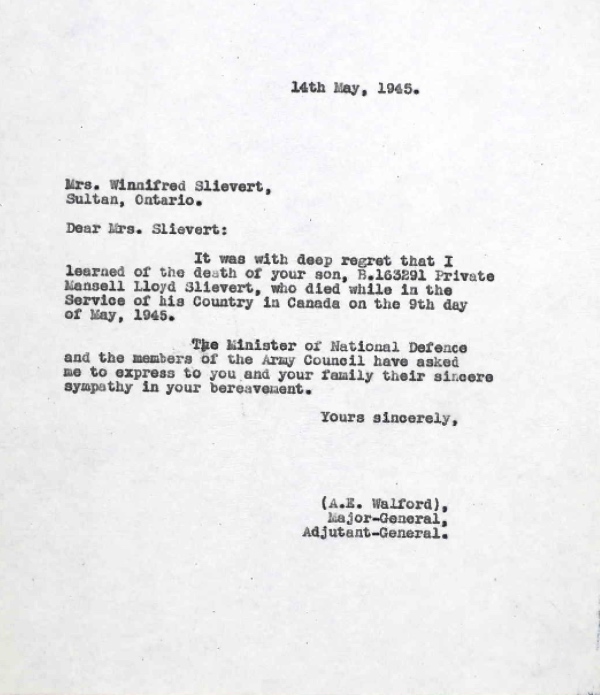 14th May, 1945.
Mrs. Winnifred Slievert,
Sultan, Ontario.
Dear Mrs. Slievert:
It was with deep regret that I
learned of the death of your son, B.163291 Private
Mansell Lloyd Slievert, who died while in the
Service of his Country in Canada on the 9th day
of May, 1945.
The Minister of National Defence
and the members of the Army Council have asked
me to express to you and your family their sincere
sympathy in your bereavement.
Yours sincerely,
(A.E. Walford),
Major-General,
Adjutant-General.